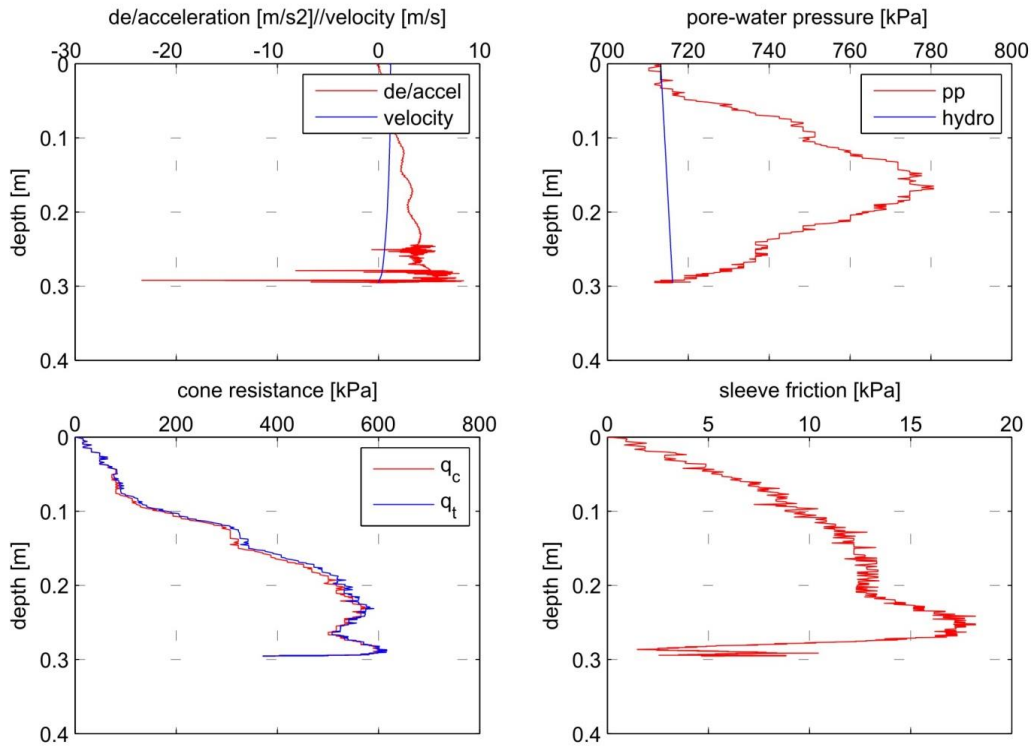 de/acceleration [m/s2]//velocity [m/s]
-30 -20 -10 0 10
0
0.1
0.2
0.3
0.4
depth [m]
de/accel
velocity
pore-water pressure [kPa]
700 720 740 760 780 800
0
0.1
0.2
0.3
0.4
depth [m]
pp
hydro
cone resistance [kPa]
0 200 400 600 800
0
0.1
0.2
0.3
0.4
depth [m]
q_c
q_t
sleeve friction [kPa]
0 5 10 15 20
0
0.1
0.2
0.3
0.4
depth [m]